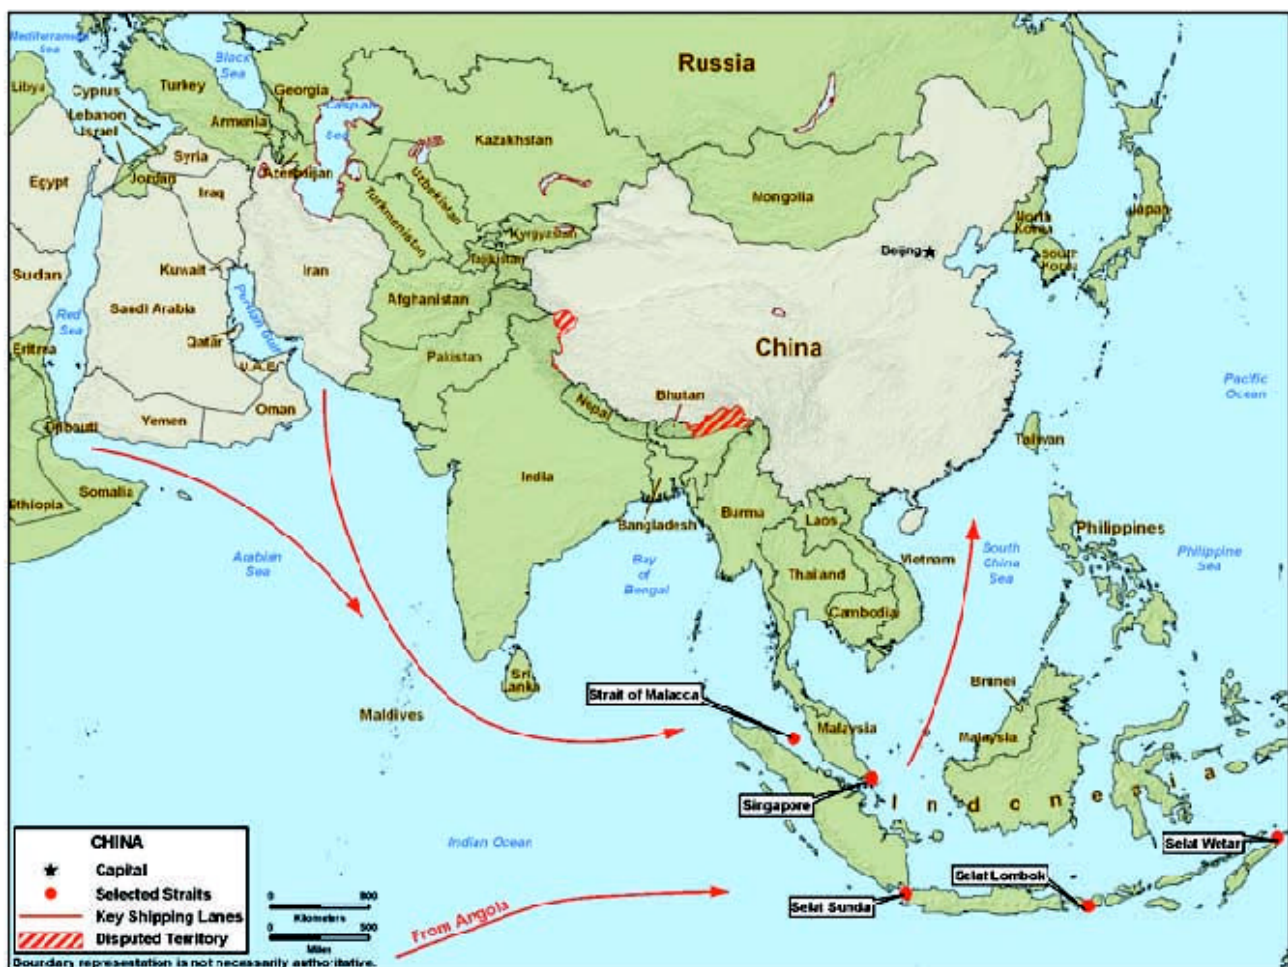 Mediterranean
Sea
Black
Sea
Russia
Libya
Cyprus
Turkey
Georgia
Lebanon
Israel
Armenia
Caspian
Sea
Kazakhstan
Syria
Azerbaijan
Egypt
Jordan
Iraq
Uzbekistan
Turkmenistan
Mongolia
Kyrgyzstan
North
Korea
Japan
Beijing
South
Korea
Tajikistan
Sudan
Kuwait
Iran
Afghanistan
Saudi Arabia
Persian Gulf
Red
Sea
Qatar
China
Eritrea
Pakistan
U.A.E.
Pacific
Ocean
Bhutan
Nepal
Yemen
Oman
Djibouti
Taiwan
India
Ethiopia
Somalia
Bangladesh
Burma
Laos
Philippines
Arabian
Sea
Bay
of
Bengal
Vietnam
South
China
Sea
Philippine
Sea
Thailand
Cambodia
Sri
Lanka
Strait of Malacca
Brunei
Maldives
Malaysia
Malaysia
Singapore
Indonesia
Indian Ocean
Selat Wetar
Selat Lombok
Selat Sunda
From Angola
CHINA
Capital
Selected Straits
Key Shipping Lanes
Disputed Territory
0 800
Kilometers
0 500
Miles
Boundary representation is not necessarily authoritative.